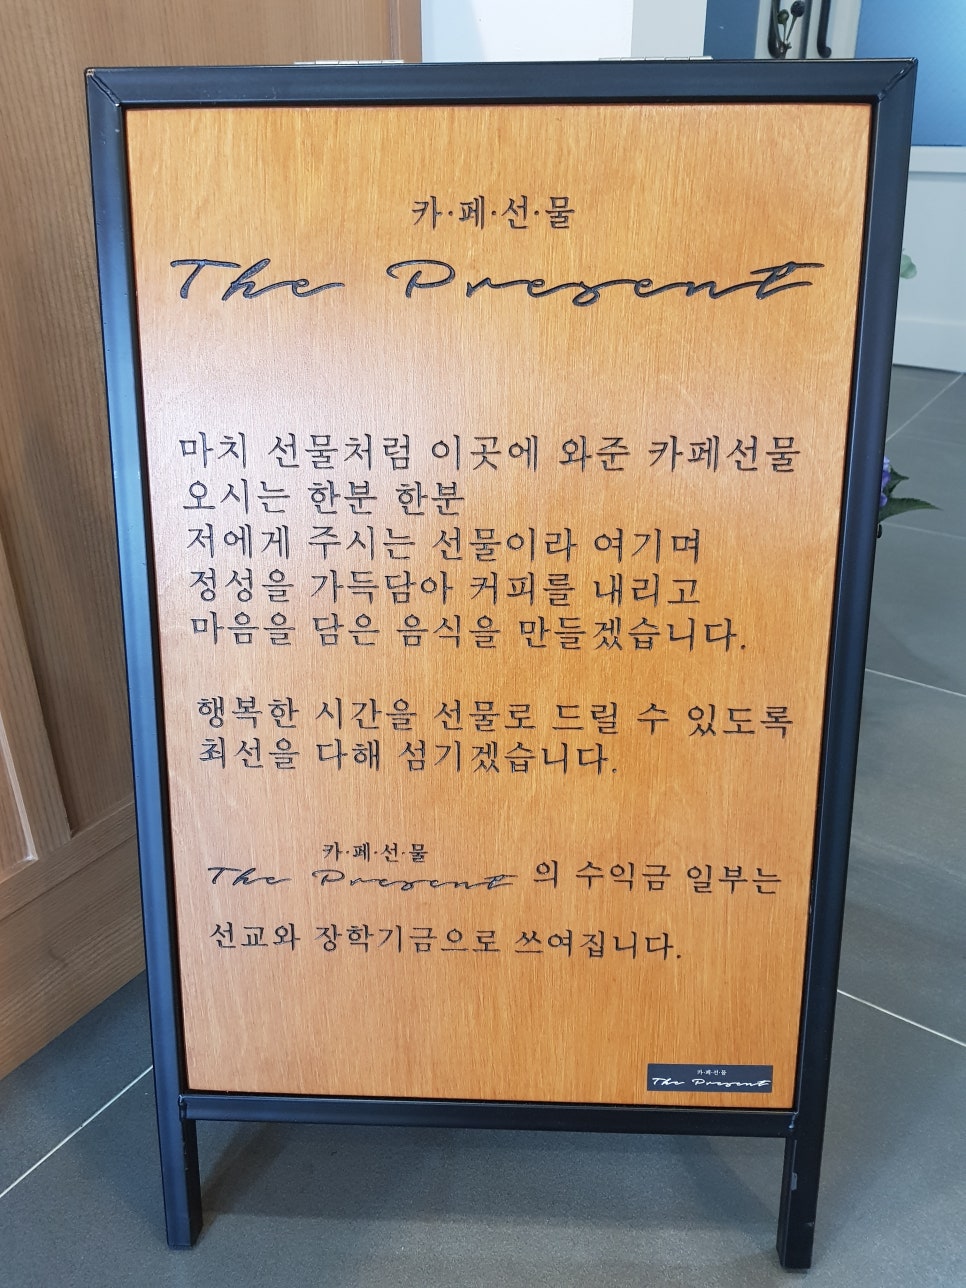 카·페·선·물
The Present
마치 선물처럼 이곳에 와준 카페선물
오시는 한분 한분
저에게 주시는 선물이라 여기며
정성을 가득담아 커피를 내리고
마음을 담은 음식을 만들겠습니다.
행복한 시간을 선물로 드릴 수 있도록
최선을 다해 섬기겠습니다.
카·페·선·물
The Present 의 수익금 일부는
선교와 장학기금으로 쓰여집니다.
카·페·선·물
The Present